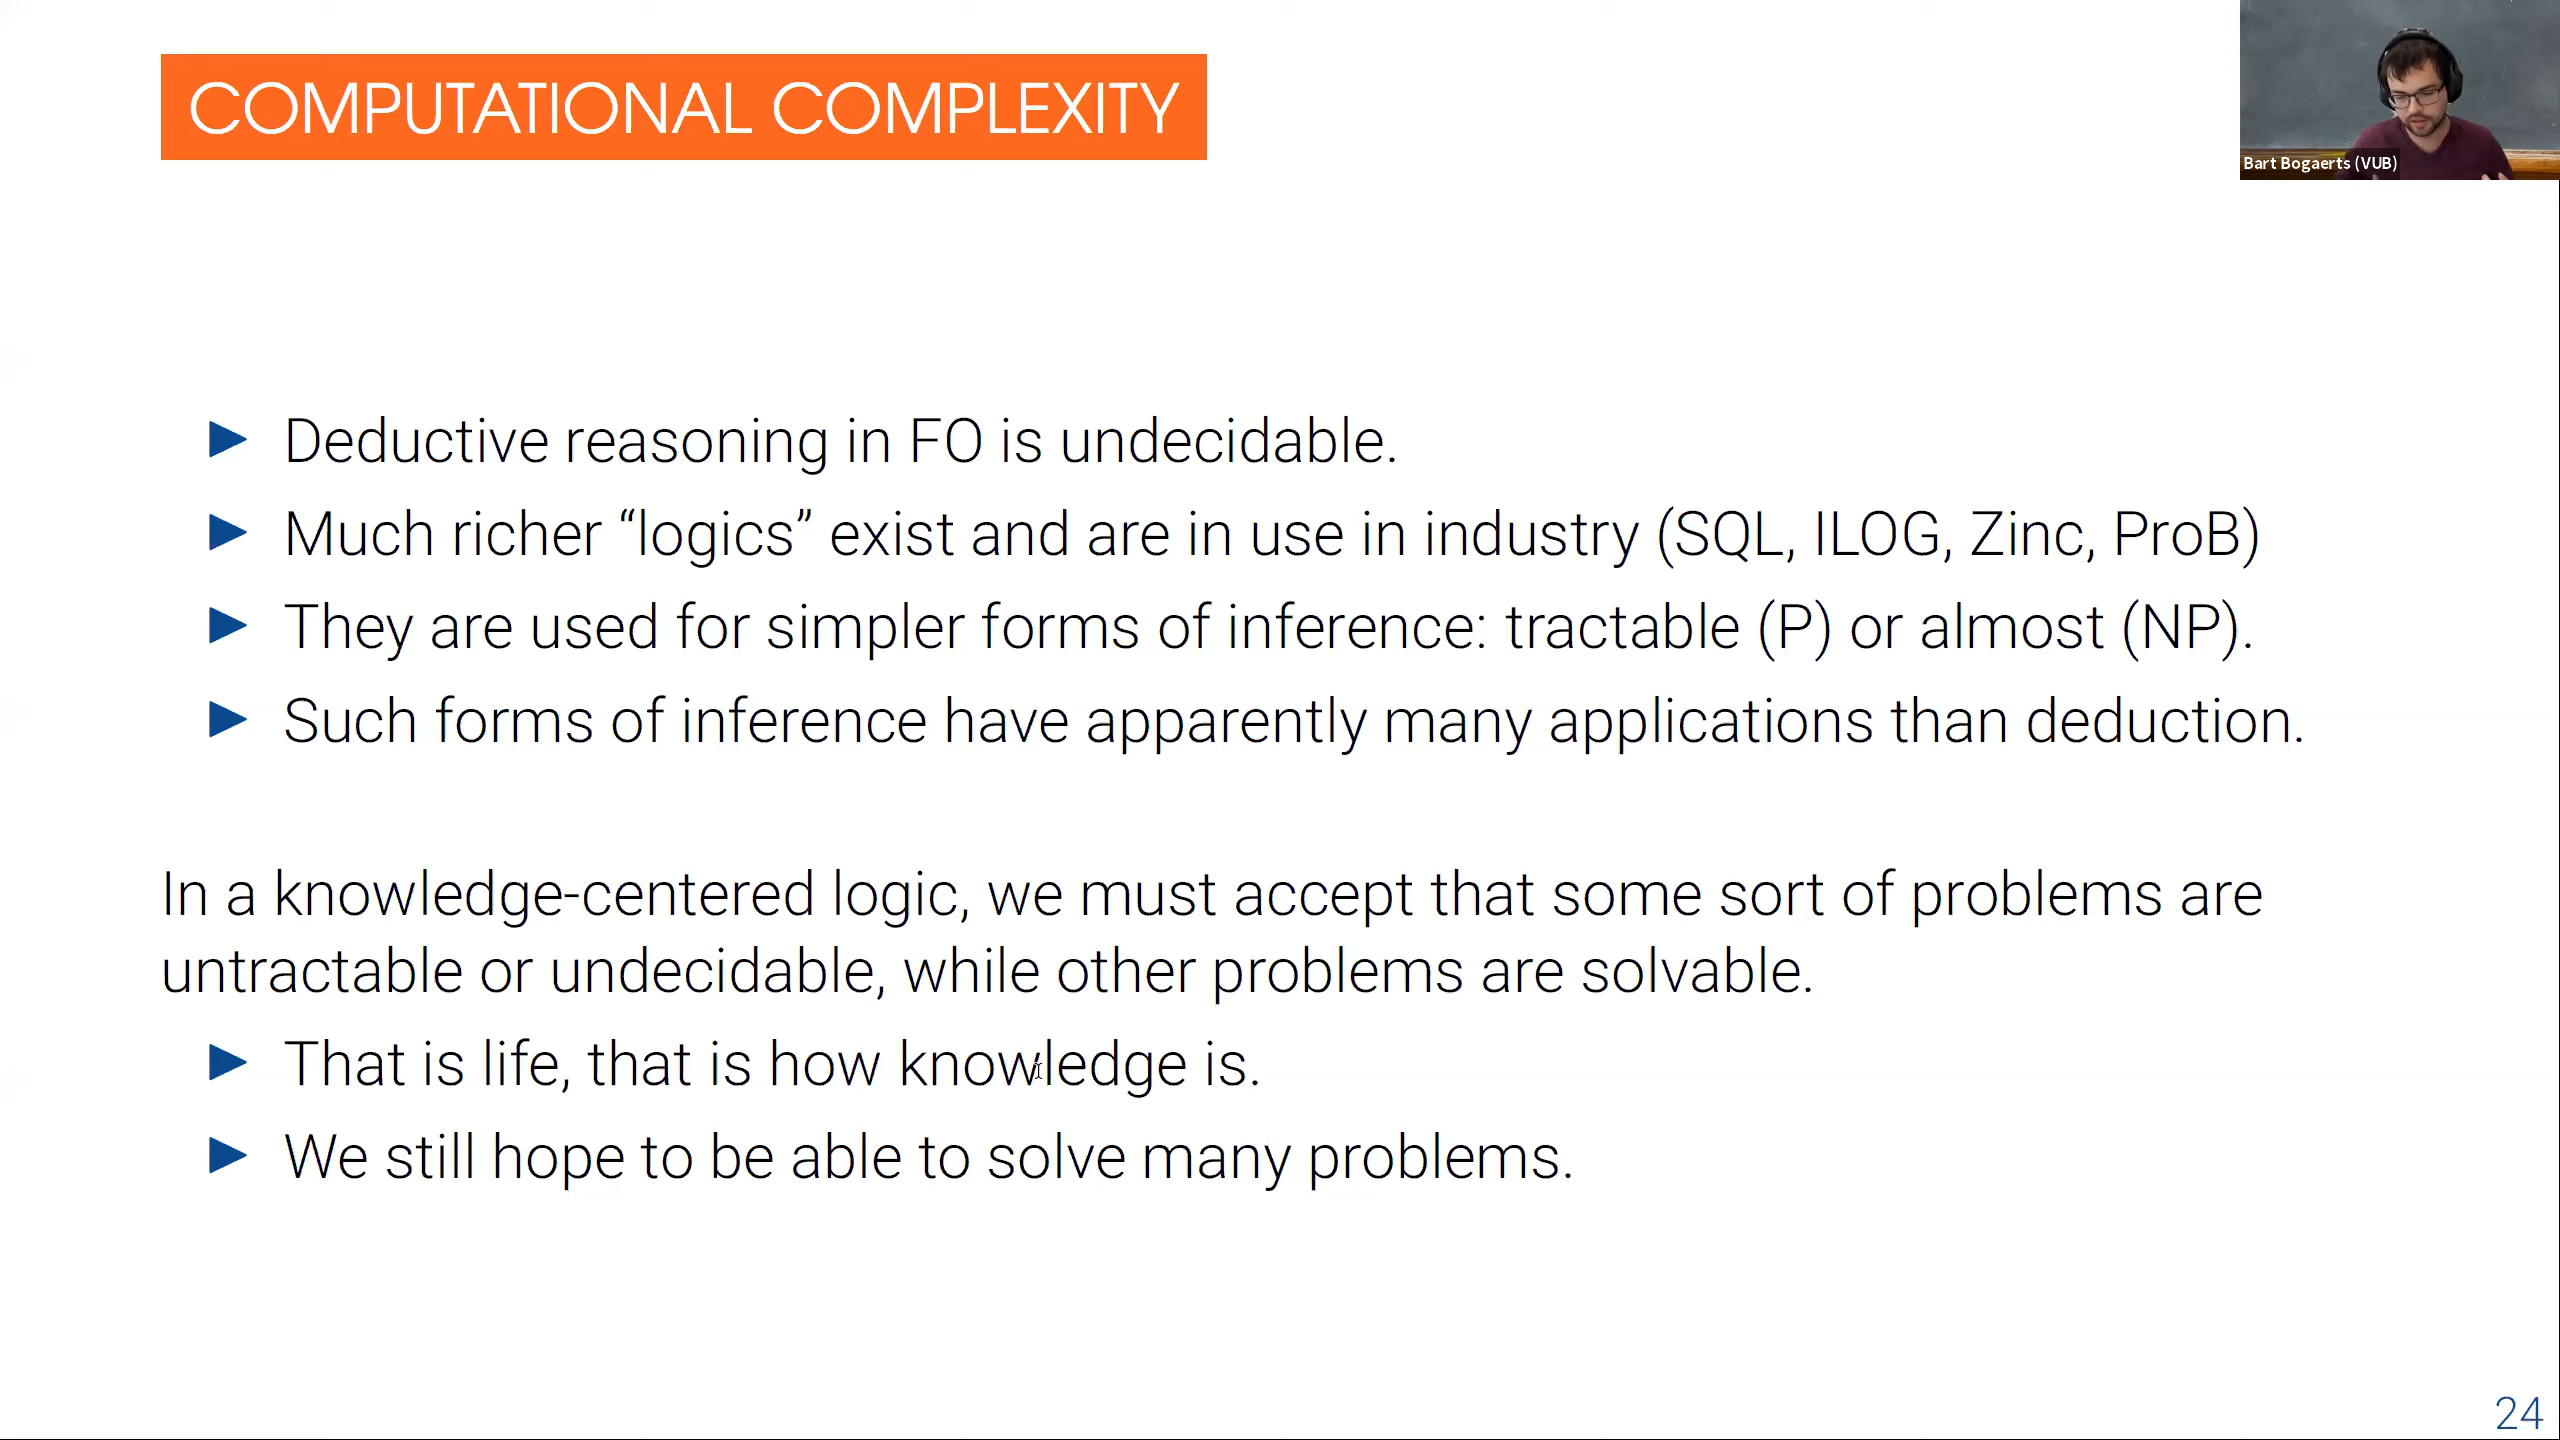 COMPUTATIONAL COMPLEXITY
Bart Bogaerts (VUB)
Deductive reasoning in FO is undecidable.
Much richer “logics” exist and are in use in industry (SQL, ILOG, Zinc, ProB)
They are used for simpler forms of inference: tractable (P) or almost (NP).
Such forms of inference have apparently many applications than deduction.
In a knowledge-centered logic, we must accept that some sort of problems are
untractable or undecidable, while other problems are solvable.
That is life, that is how knowledge is.
We still hope to be able to solve many problems.
24